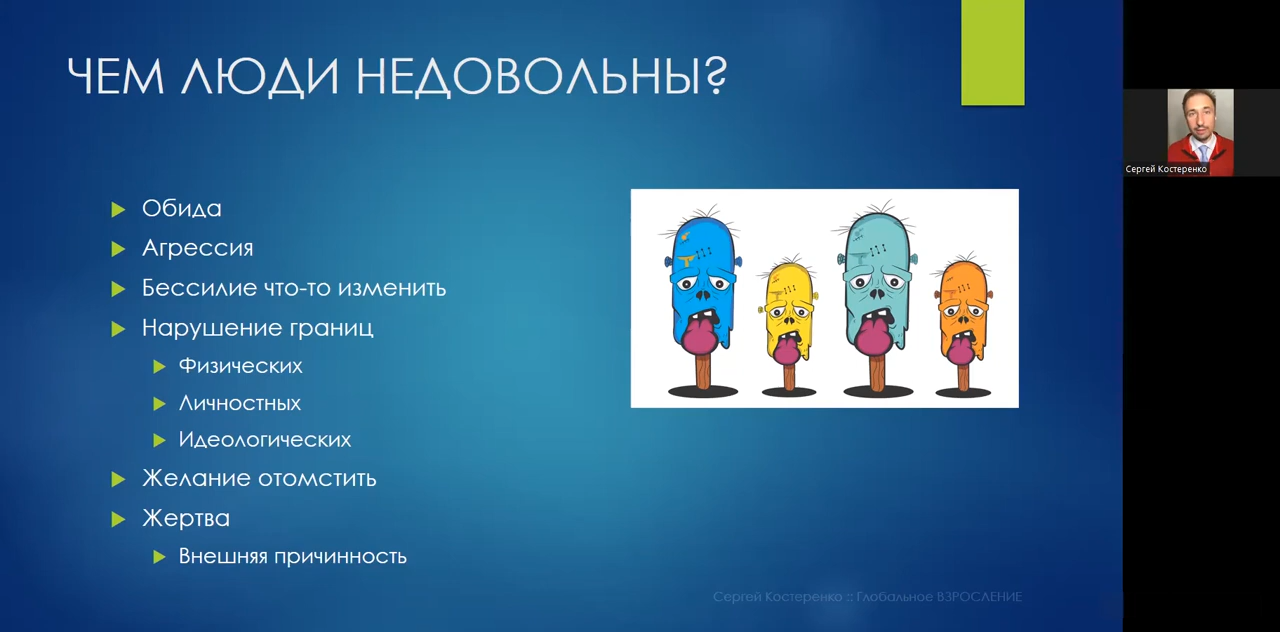 ЧЕМ ЛЮДИ НЕДОВОЛЬНЫ?
Обида
Агрессия
Бессилие что-то изменить
Нарушение границ
Физических
Личностных
Идеологических
Желание отомстить
Жертва
Внешняя причинность
Сергей Костеренко :: Глобальное ВЗРОСЛЕНИЕ
Сергей Костеренко